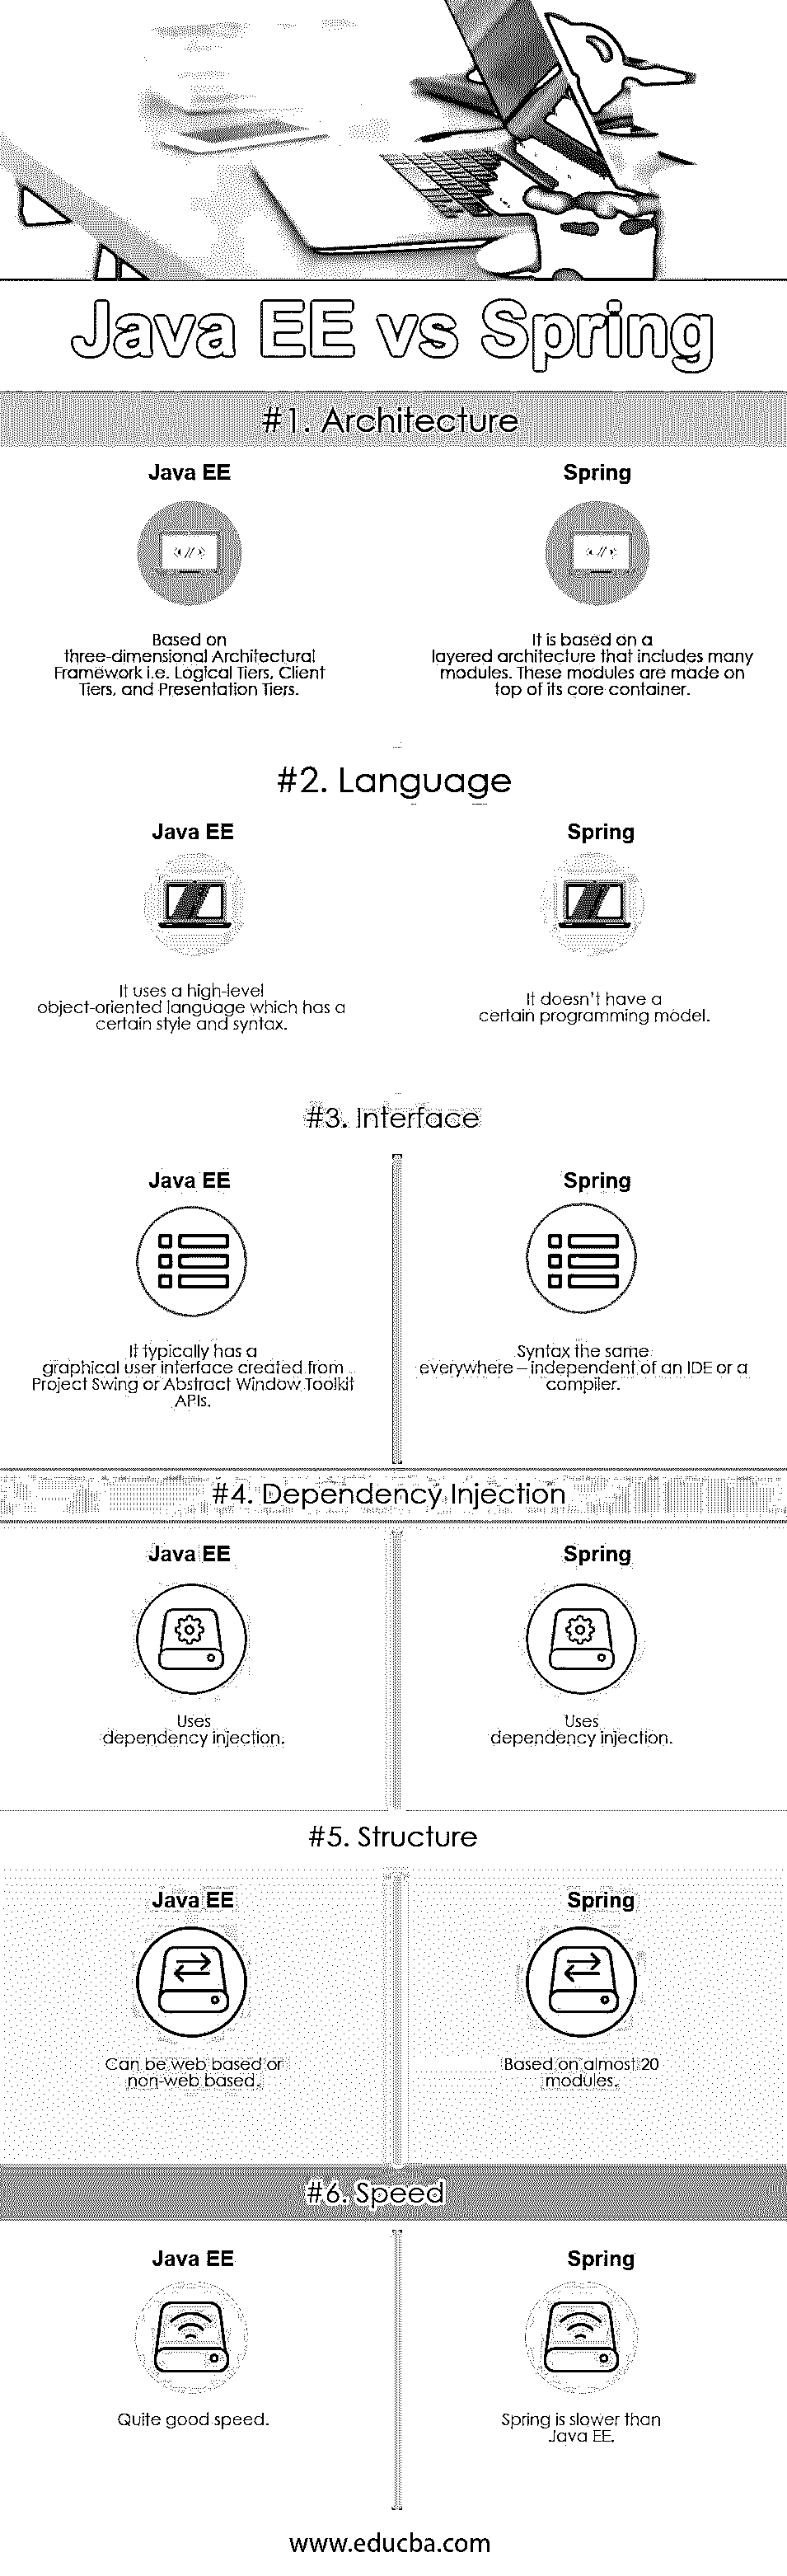 Java EE vs Spring
#1. Architecture
Java EE
Spring
Based on
three-dimensional Architectural
Framework i.e. Logical Tiers, Client
Tiers, and Presentation Tiers.
It is based on a
layered architecture that includes many
modules. These modules are made on
top of its core container.
#2. Language
Java EE
Spring
It uses a high-level
object-oriented language which has a
certain style and syntax.
It doesn't have a
certain programming model.
#3. Interface
Java EE
Spring
It typically has a
graphical user interface created from
Project Swing or Abstract Window Toolkit
APIs.
Syntax the same
everywhere – independent of an IDE or a
compiler.
#4. Dependency Injection
Java EE
Spring
Uses
dependency injection.
Uses
dependency injection.
#5. Structure
Java EE
Spring
Can be web based or
non-web based.
Based on almost 20
modules.
#6. Speed
Java EE
Spring
Quite good speed.
Spring is slower than
Java EE.
www.educba.com